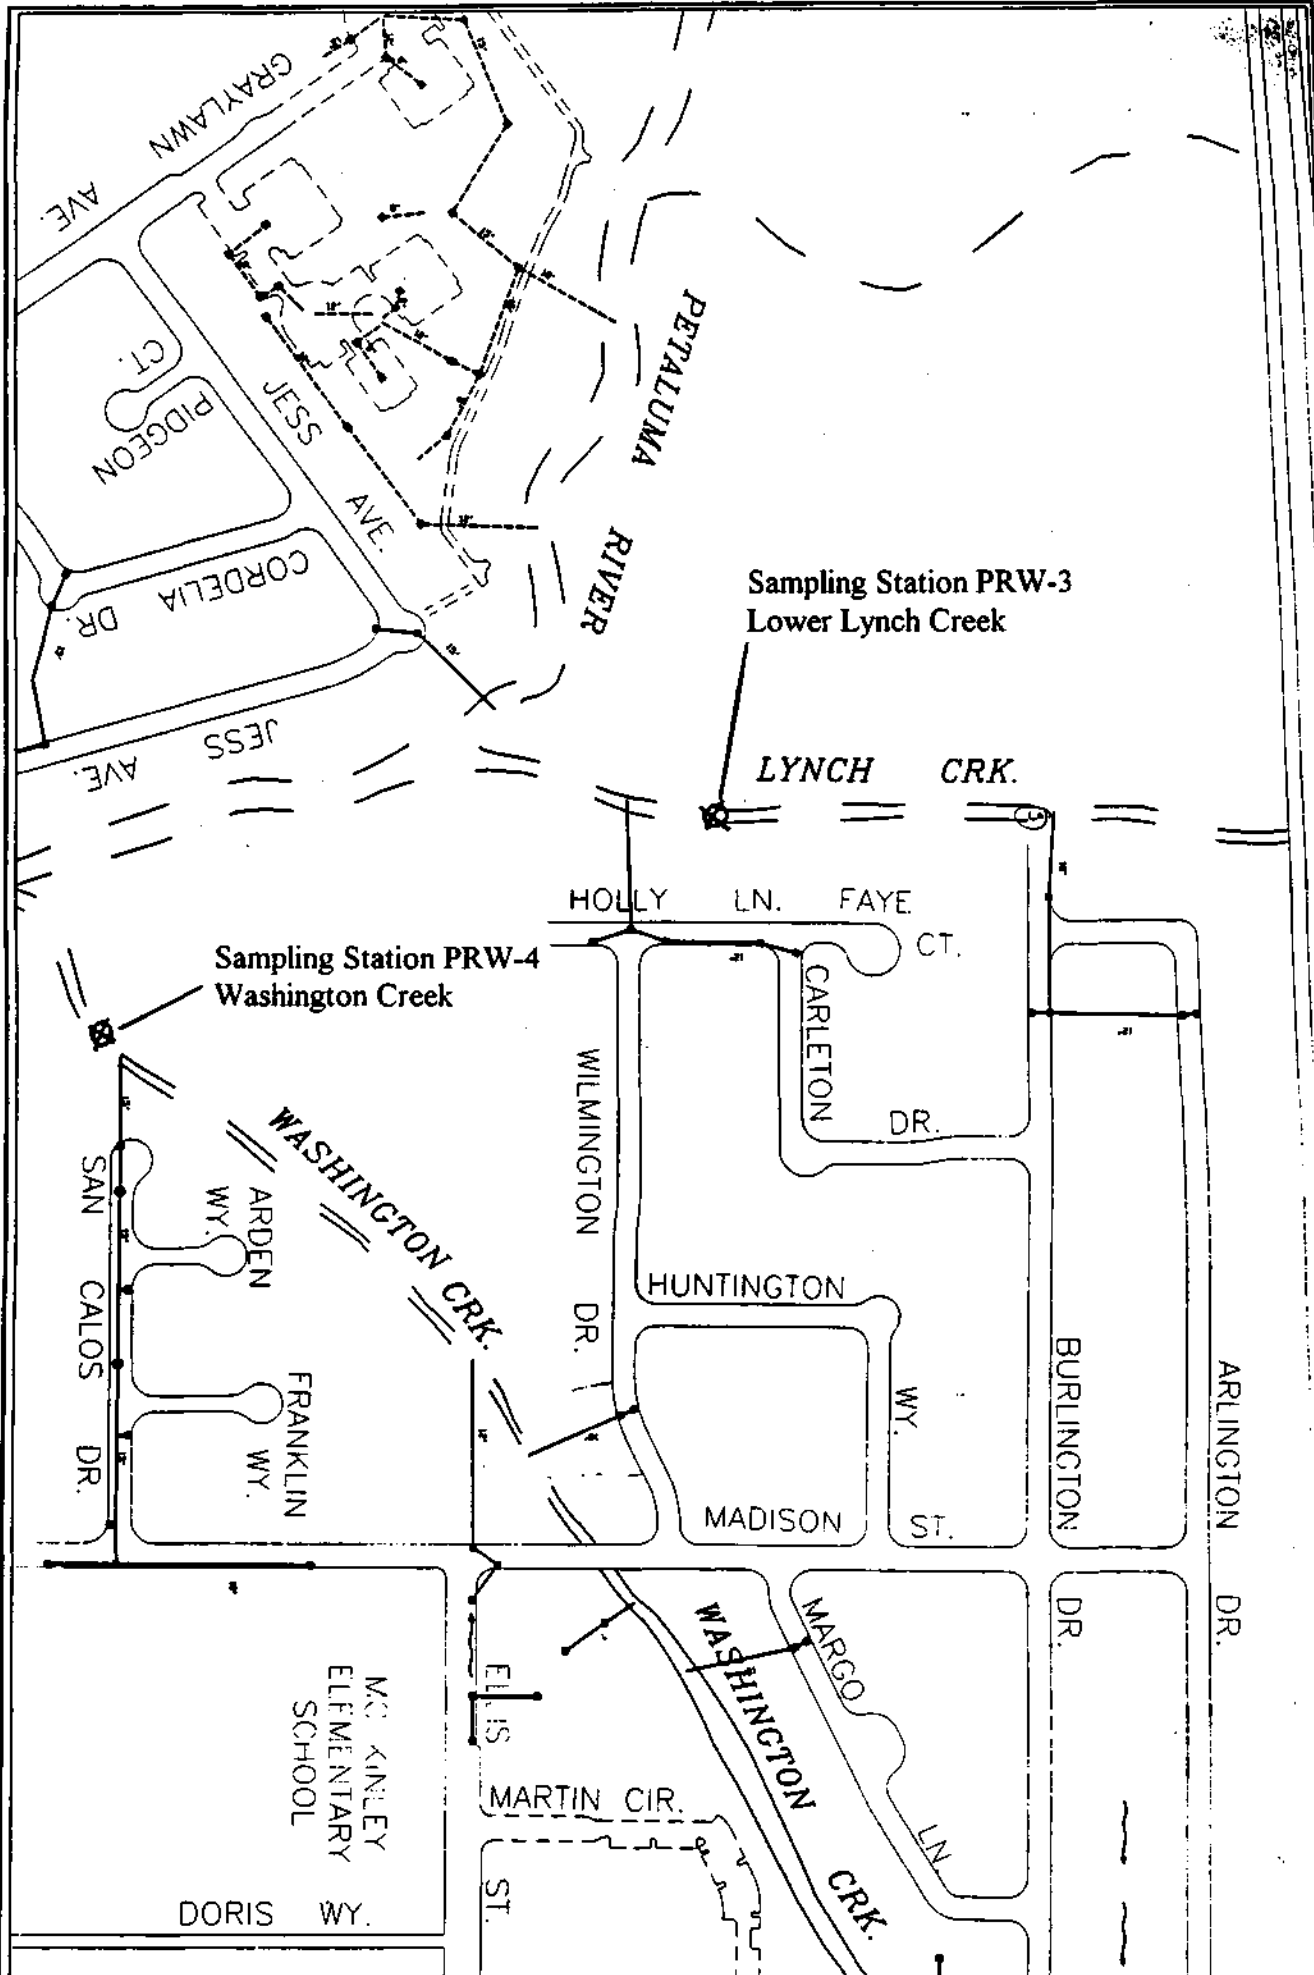 GRAYLAWN
AVE.
PETALUMA
RIVER
CT.
PIDGEON
JESS
AVE.
CORDELIA
DR.
Sampling Station PRW-3
Lower Lynch Creek
JESS
AVE.
LYNCH CRK.
HOLLY LN. FAYE
CT.
Sampling Station PRW-4
Washington Creek
CARLETON
DR.
WILMINGTON DR.
WASHINGTON CRK.
SAN CALOS DR.
ARDEN
WY.
HUNTINGTON
WY.
FRANKLIN
WY.
BURLINGTON DR.
ARLINGTON DR.
MADISON ST.
WASHINGTON CRK.
MARGO LN
ELLIS
ST.
ELEMENTARY
SCHOOL
MARTIN CIR.
DORIS WY.